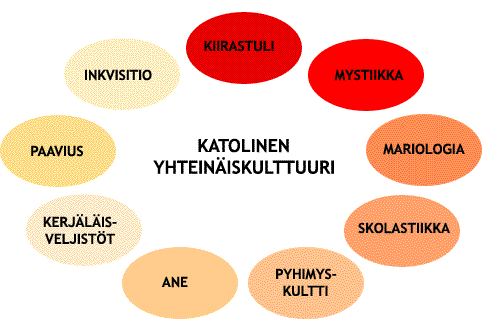 KIIRASTULI
MYSTIIKKA
MARIOLOGIA
SKOLASTIIKKA
PYHIMYS-
KULTTI
ANE
KERJÄLÄIS-
VELJISTÖT
PAAVIUS
INKVISITIO
KATOLINEN
YHTEINÄISKULTTUURI